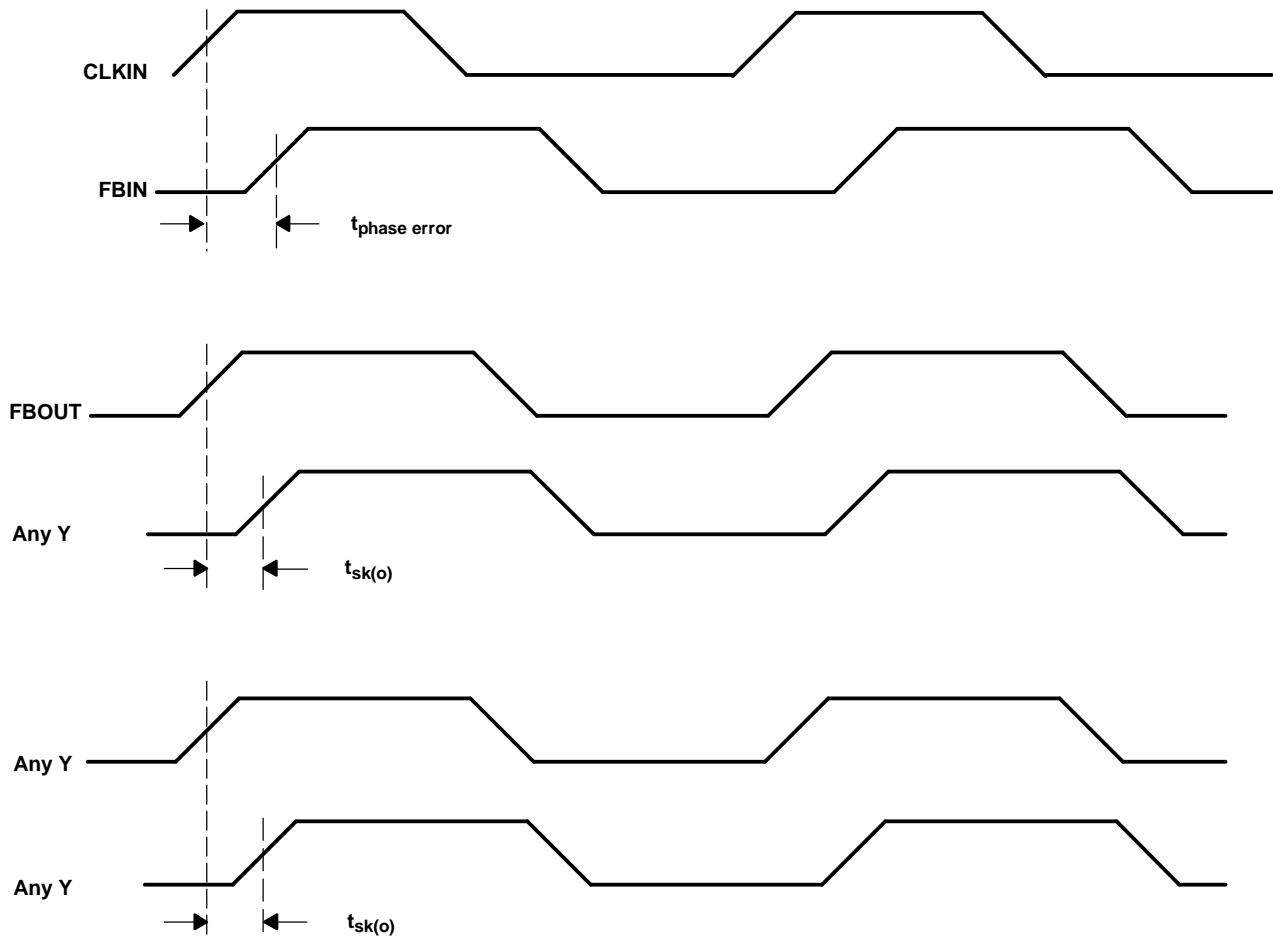 CLKIN
FBIN
tphase error
FBOUT
Any Y
tsk(o)
Any Y
Any Y
tsk(o)